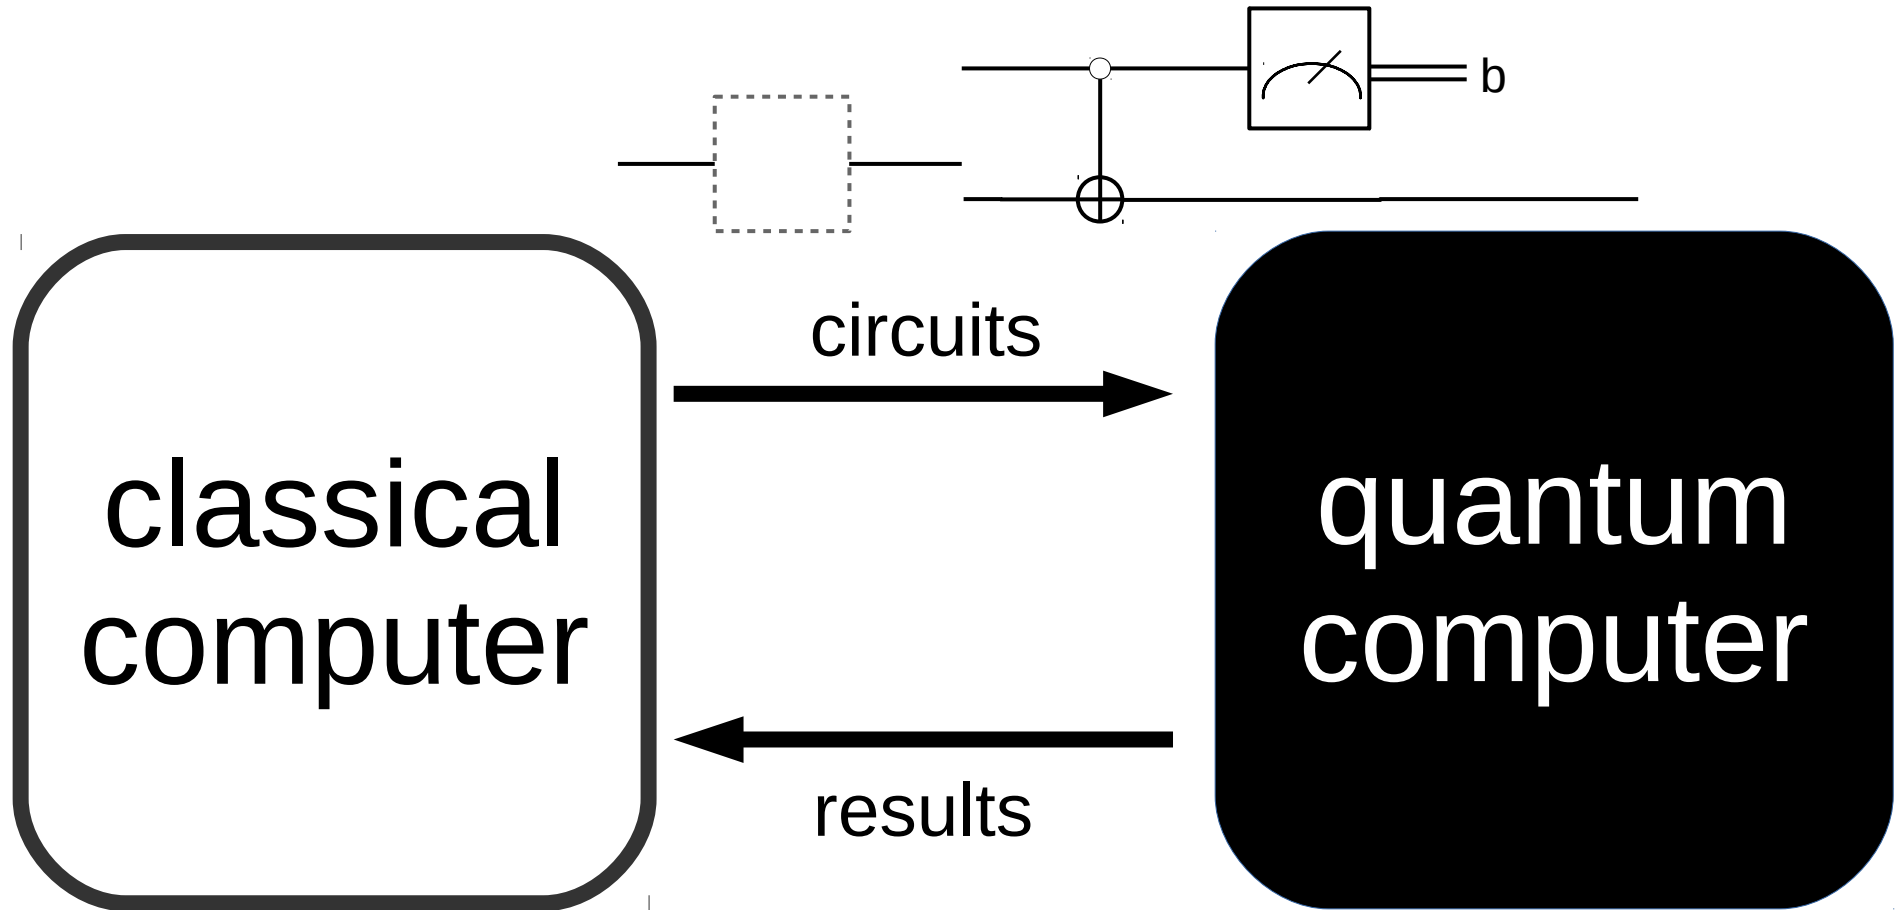 b
circuits
classical
computer
quantum
computer
results